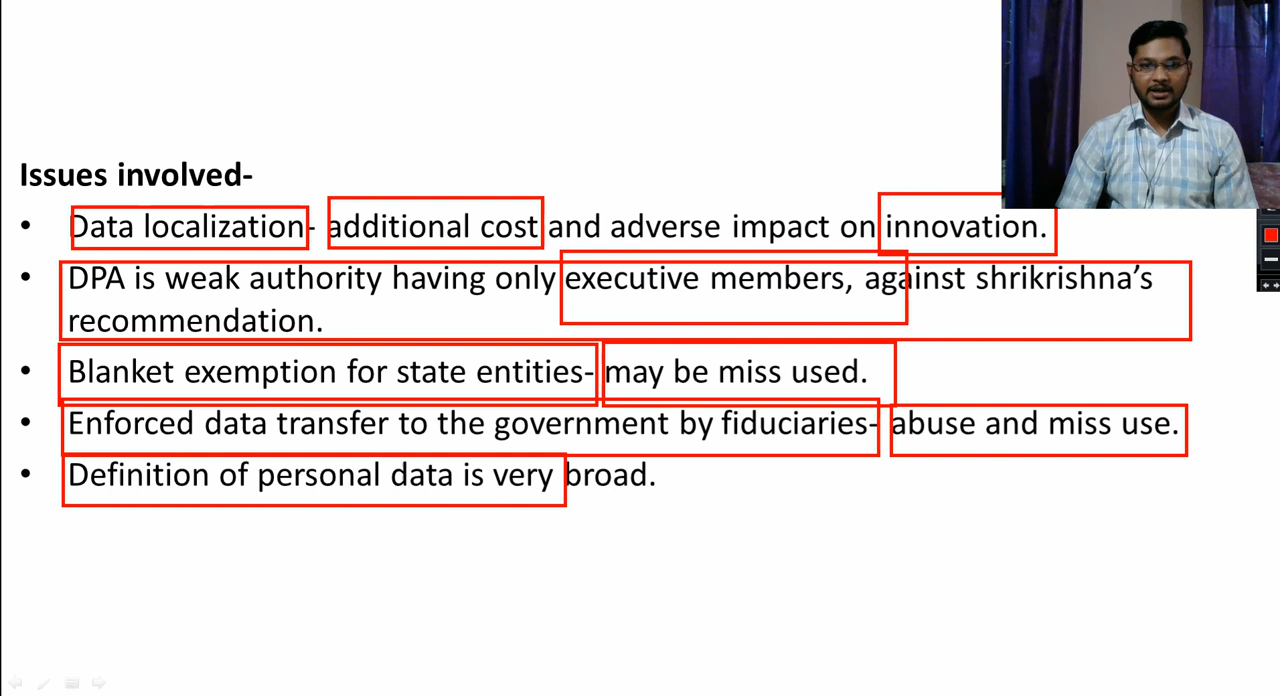 Issues involved-
• Data localization- additional cost and adverse impact on innovation.
• DPA is weak authority having only executive members, against shrikrishna’s
recommendation.
• Blanket exemption for state entities- may be miss used.
• Enforced data transfer to the government by fiduciaries- abuse and miss use.
• Definition of personal data is very broad.